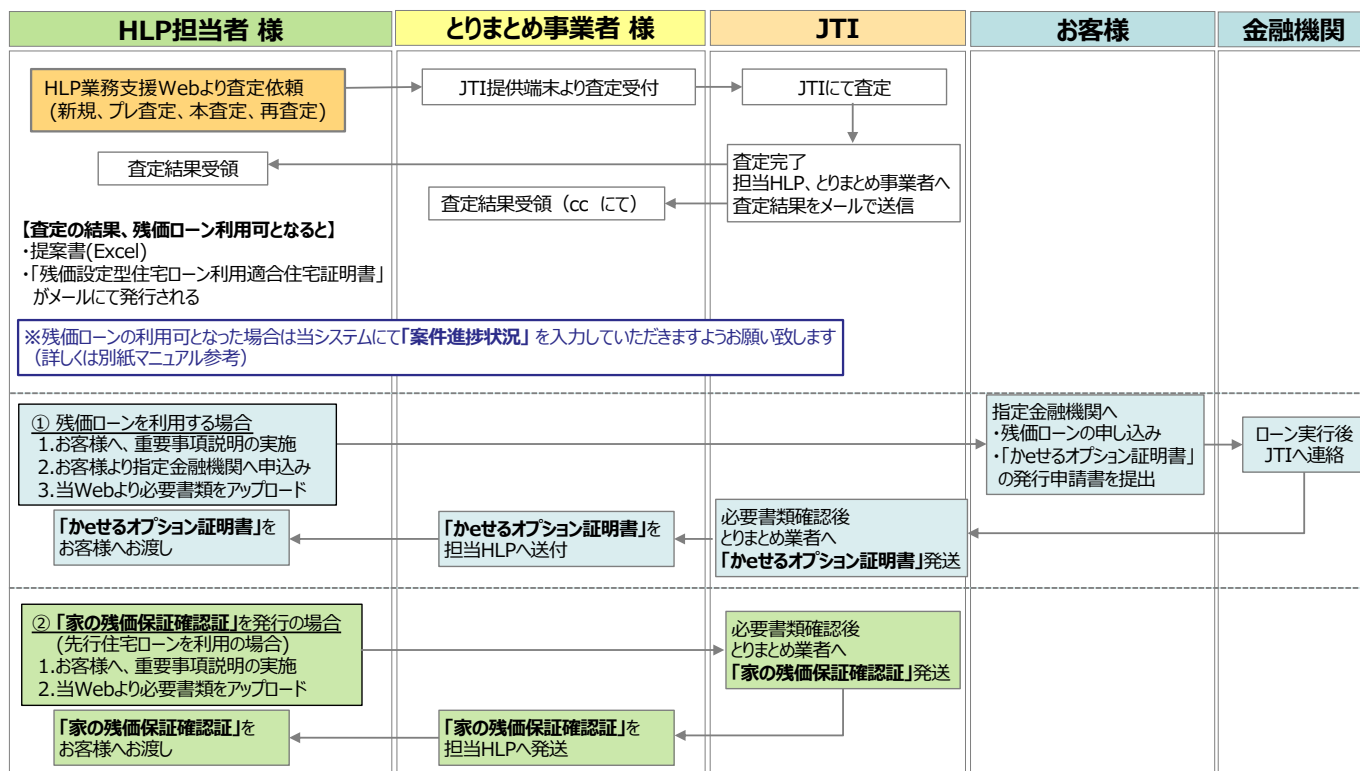 HLP担当者 様
とりまとめ事業者 様
JTI
お客様
金融機関
HLP業務支援Webより査定依頼
(新規、プレ査定、本査定、再査定)
JTI提供端末より査定受付
JTIにて査定
査定結果受領
査定完了
担当HLP、とりまとめ事業者へ
査定結果をメールで送信
査定結果受領（cc にて）
【査定の結果、残価ローン利用可となると】
・提案書(Excel)
・「残価設定型住宅ローン利用適合住宅証明書」
がメールにて発行される
※残価ローンの利用可となった場合は当システムにて「案件進捗状況」を入力していただきますようお願い致します
（詳しくは別紙マニュアル参考）
① 残価ローンを利用する場合
1.お客様へ、重要事項説明の実施
2.お客様より指定金融機関へ申込み
3.当Webより必要書類をアップロード
指定金融機関へ
・残価ローンの申し込み
・「かeせるオプション証明書」
の発行申請書を提出
ローン実行後
JTIへ連絡
「かeせるオプション証明書」を
お客様へお渡し
「かeせるオプション証明書」を
担当HLPへ送付
必要書類確認後
とりまとめ業者へ
「かeせるオプション証明書」発送
② 「家の残価保証確認証」を発行の場合
(先行住宅ローンを利用の場合)
1.お客様へ、重要事項説明の実施
2.当Webより必要書類をアップロード
必要書類確認後
とりまとめ業者へ
「家の残価保証確認証」発送
「家の残価保証確認証」を
お客様へお渡し
「家の残価保証確認証」を
担当HLPへ発送